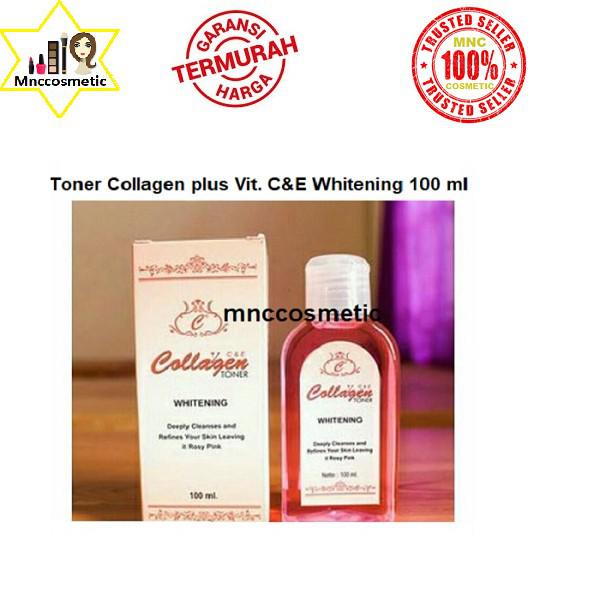 Mnccosmetic
GARANSI
TERMURAH
HARGA
TRUSTED SELLER
MNC
100%
COSMETIC
TRUSTED SELLER
Toner Collagen plus Vit. C&E Whitening 100 ml
mnccosmetic
C
C&E
Collagen
TONER
WHITENING
Deeply Cleanses and
Refines Your Skin Leaving
it Rosy Pink
100 ml.
C
C&E
Collagen
TONER
WHITENING
Deeply Cleanses and
Refines Your Skin Leaving
it Rosy Pink
Netto : 100 ml.
mnccosmetic